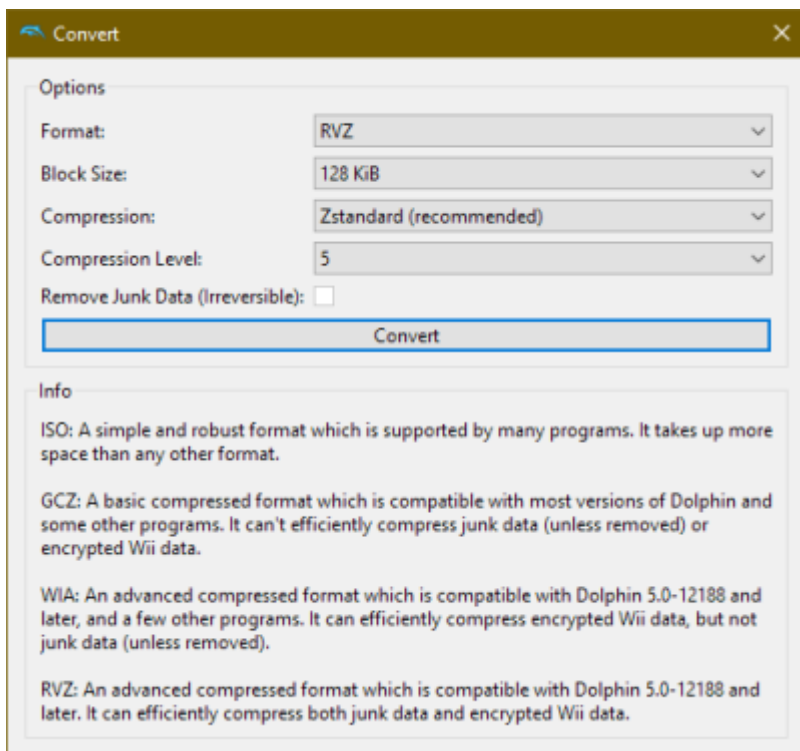 Convert
Options
Format: RVZ
Block Size: 128 KiB
Compression: Zstandard (recommended)
Compression Level: 5
Remove Junk Data (Irreversible):
Convert
Info
ISO: A simple and robust format which is supported by many programs. It takes up more
space than any other format.
GCZ: A basic compressed format which is compatible with most versions of Dolphin and
some other programs. It can't efficiently compress junk data (unless removed) or
encrypted Wii data.
WIA: An advanced compressed format which is compatible with Dolphin 5.0-12188 and
later, and a few other programs. It can efficiently compress encrypted Wii data, but not
junk data (unless removed).
RVZ: An advanced compressed format which is compatible with Dolphin 5.0-12188 and
later. It can efficiently compress both junk data and encrypted Wii data.